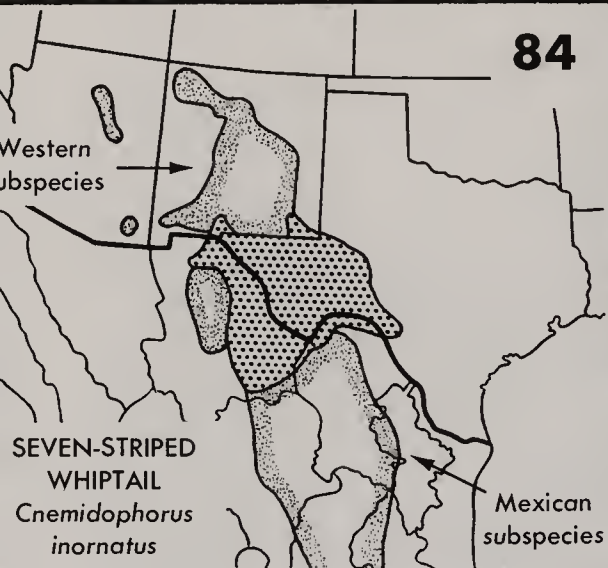 84
Western
ubspecies
SEVEN-STRIPED
WHIPTAIL
Cnemidophorus
inornatus
Mexican
subspecies